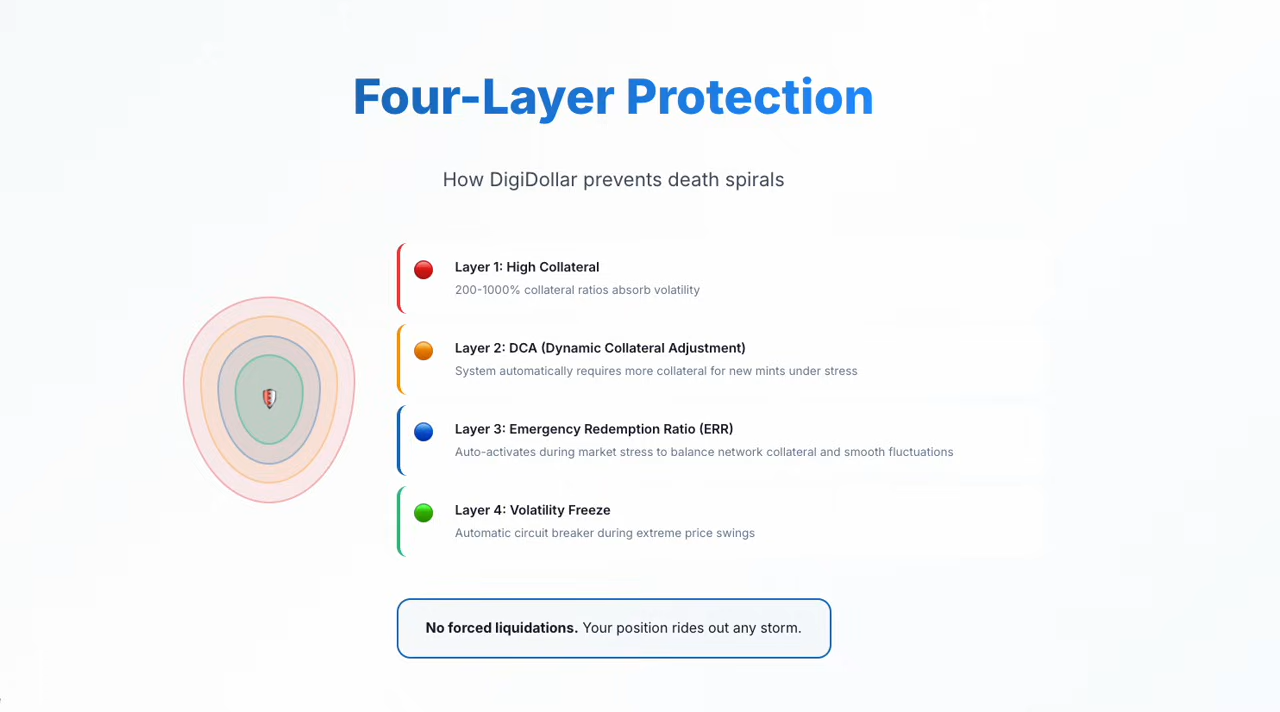 Four-Layer Protection
How DigiDollar prevents death spirals
Layer 1: High Collateral
200-1000% collateral ratios absorb volatility
Layer 2: DCA (Dynamic Collateral Adjustment)
System automatically requires more collateral for new mints under stress
Layer 3: Emergency Redemption Ratio (ERR)
Auto-activates during market stress to balance network collateral and smooth fluctuations
Layer 4: Volatility Freeze
Automatic circuit breaker during extreme price swings
No forced liquidations. Your position rides out any storm.